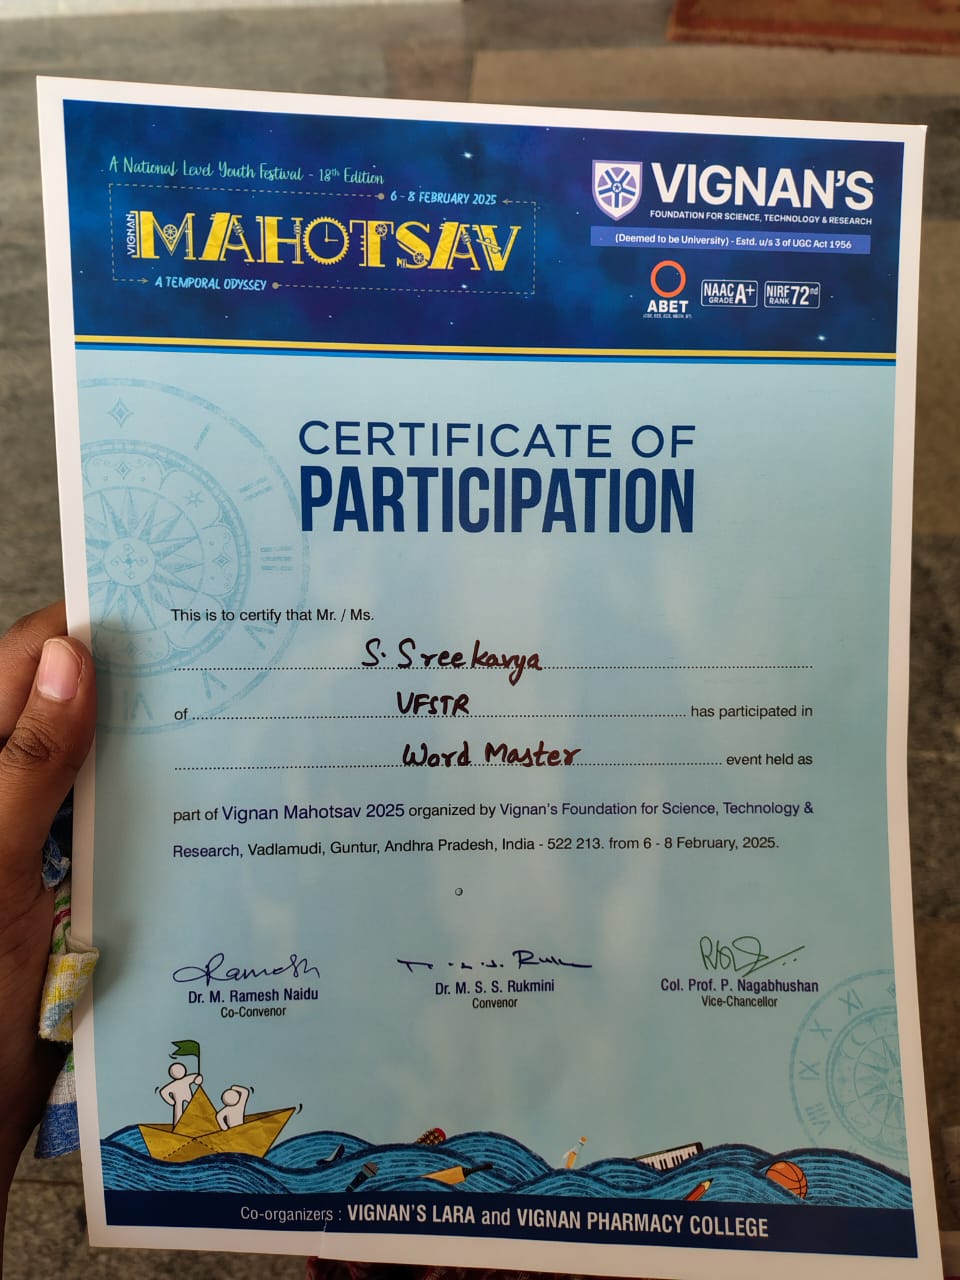 A National Level Youth Festival - 18th Edition
6 - 8 FEBRUARY 2025
VIGNAN
MAHOTSAV
A TEMPORAL ODYSSEY
VIGNAN'S
FOUNDATION FOR SCIENCE, TECHNOLOGY & RESEARCH
(Deemed to be University) - Estd. u/s 3 of UGC Act 1956
ABET
NAAC GRADE A+
NIRF RANK 72nd
CERTIFICATE OF
PARTICIPATION
This is to certify that Mr. / Ms.
S. Sreekavya
of VFSTR has participated in
Word Master event held as
part of Vignan Mahotsav 2025 organized by Vignan's Foundation for Science, Technology &
Research, Vadlamudi, Guntur, Andhra Pradesh, India - 522 213. from 6 - 8 February, 2025.
Ramesh
Dr. M. Ramesh Naidu
Co-Convenor
Dr. M. S. S. Rukmini
Convenor
Col. Prof. P. Nagabhushan
Vice-Chancellor
Co-organizers : VIGNAN'S LARA and VIGNAN PHARMACY COLLEGE